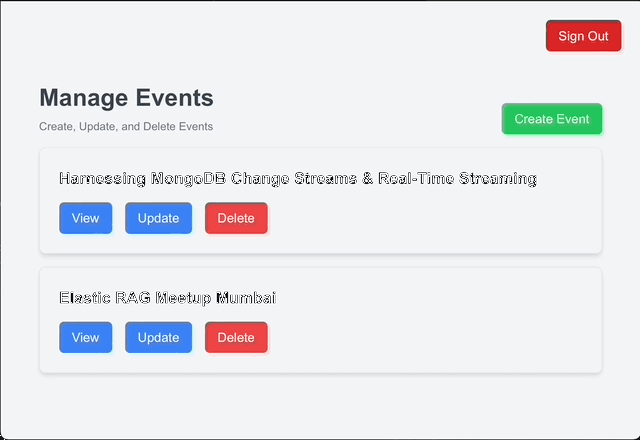 Sign Out
Manage Events
Create, Update, and Delete Events
Create Event
Harnessing MongoDB Change Streams & Real-Time Streaming
View Update Delete
Elastic RAG Meetup Mumbai
View Update Delete